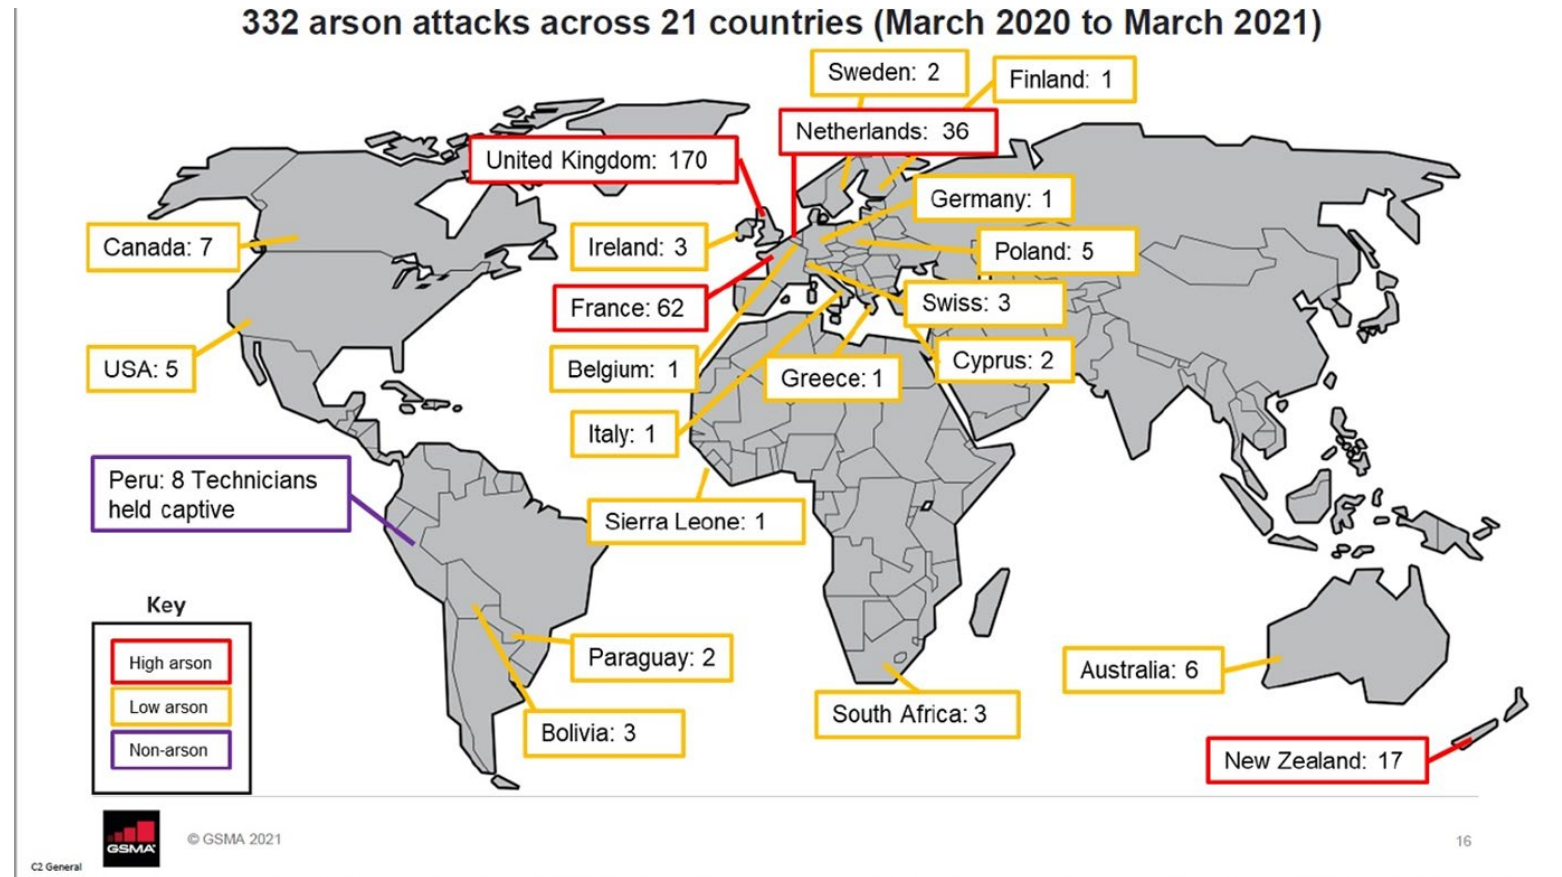 332 arson attacks across 21 countries (March 2020 to March 2021)
Sweden: 2
Finland: 1
Netherlands: 36
United Kingdom: 170
Germany: 1
Canada: 7
Ireland: 3
Poland: 5
France: 62
Swiss: 3
USA: 5
Belgium: 1
Greece: 1
Cyprus: 2
Italy: 1
Peru: 8 Technicians
held captive
Sierra Leone: 1
Key
High arson
Low arson
Non-arson
Paraguay: 2
Bolivia: 3
South Africa: 3
Australia: 6
New Zealand: 17
GSMA
© GSMA 2021
16
C2 General